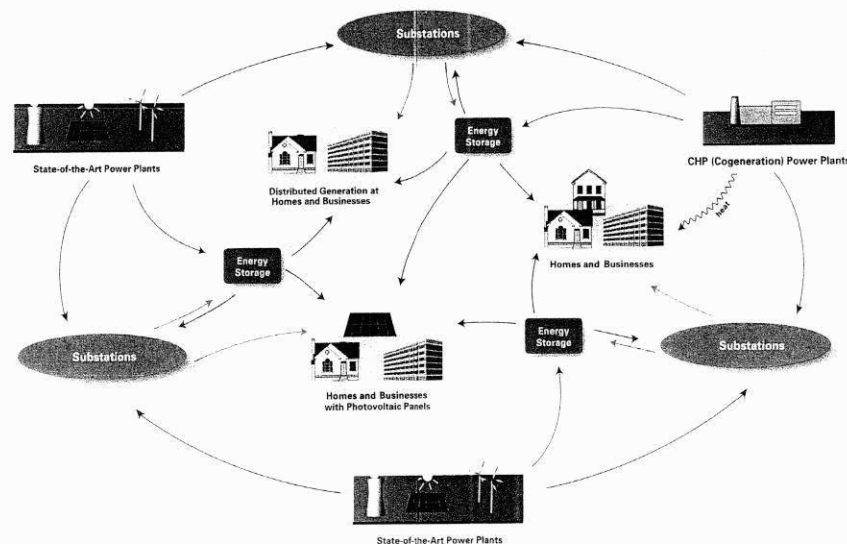 Substations
State-of-the-Art Power Plants
Energy
Storage
CHP (Cogeneration) Power Plants
Distributed Generation at
Homes and Businesses
heat
Homes and Businesses
Energy
Storage
Substations
Energy
Storage
Substations
Homes and Businesses
with Photovoltaic Panels
State-of-the-Art Power Plants